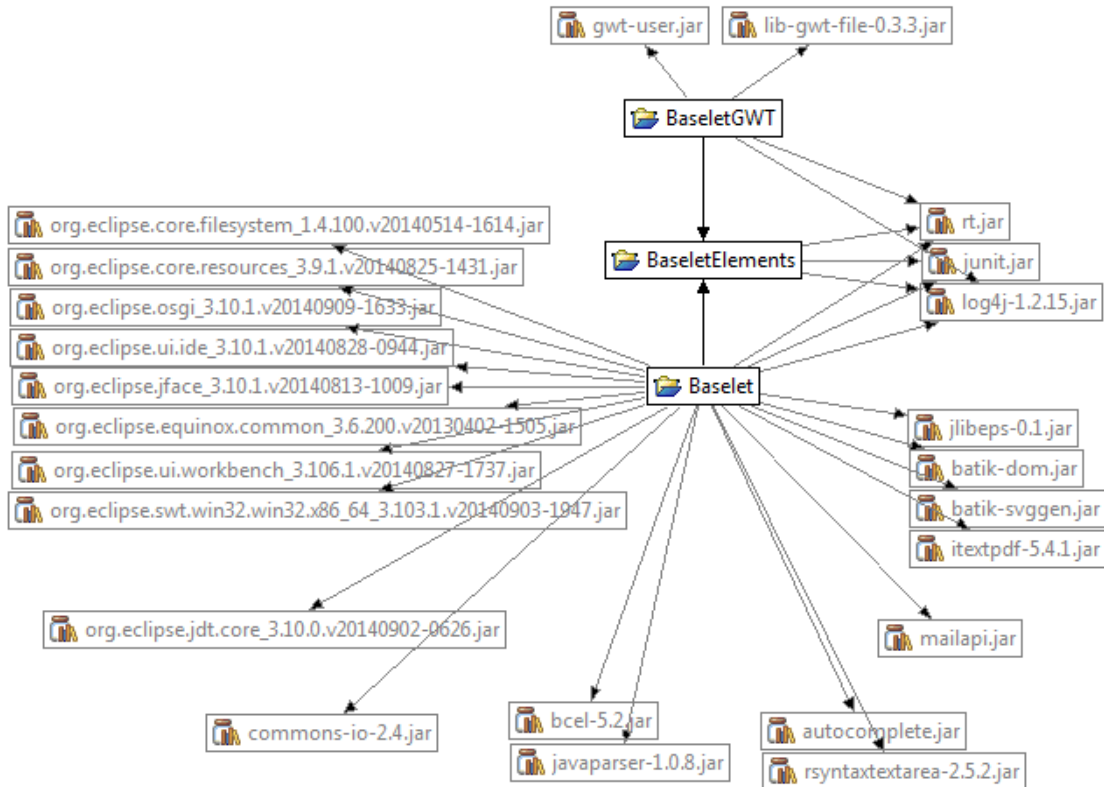 gwt-user.jar
lib-gwt-file-0.3.3.jar
BaseletGWT
org.eclipse.core.filesystem_1.4.100.v20140514-1614.jar
rt.jar
org.eclipse.core.resources_3.9.1.v20140825-1431.jar
BaseletElements
junit.jar
org.eclipse.osgi_3.10.1.v20140909-1633.jar
log4j-1.2.15.jar
org.eclipse.ui.ide_3.10.1.v20140828-0944.jar
org.eclipse.jface_3.10.1.v20140813-1009.jar
Baselet
org.eclipse.equinox.common_3.6.200.v20130402-1505.jar
jlibeps-0.1.jar
org.eclipse.ui.workbench_3.106.1.v20140827-1737.jar
batik-dom.jar
org.eclipse.swt.win32.win32.x86_64_3.103.1.v20140903-1947.jar
batik-svggen.jar
itextpdf-5.4.1.jar
org.eclipse.jdt.core_3.10.0.v20140902-0626.jar
mailapi.jar
commons-io-2.4.jar
bcel-5.2.jar
autocomplete.jar
javaparser-1.0.8.jar
rsyntaxtextarea-2.5.2.jar